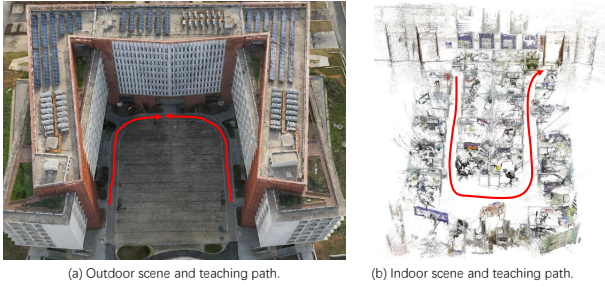 (a) Outdoor scene and teaching path.
(b) Indoor scene and teaching path.